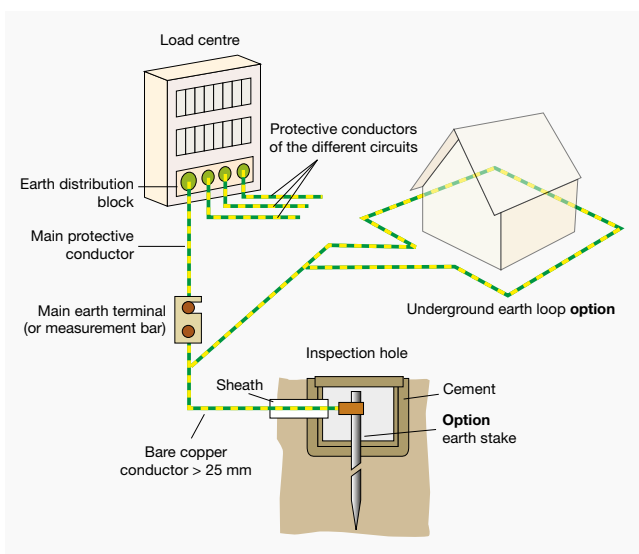 Load centre
Protective conductors
of the different circuits
Earth distribution
block
Main protective
conductor
Main earth terminal
(or measurement bar)
Underground earth loop option
Inspection hole
Sheath
Cement
Option
earth stake
Bare copper
conductor > 25 mm